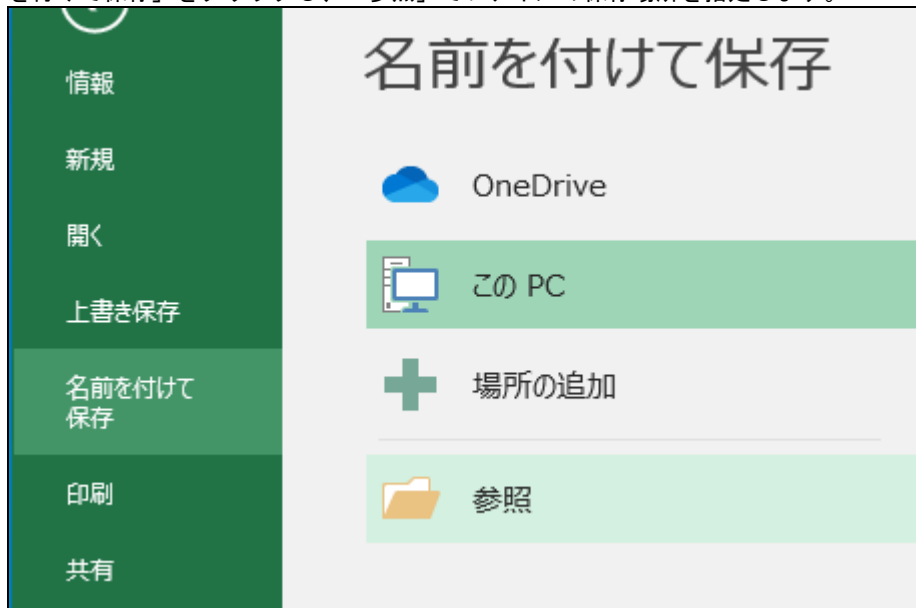 情報
新規
開く
上書き保存
名前を付けて
保存
印刷
共有
名前を付けて保存
OneDrive
この PC
場所の追加
参照